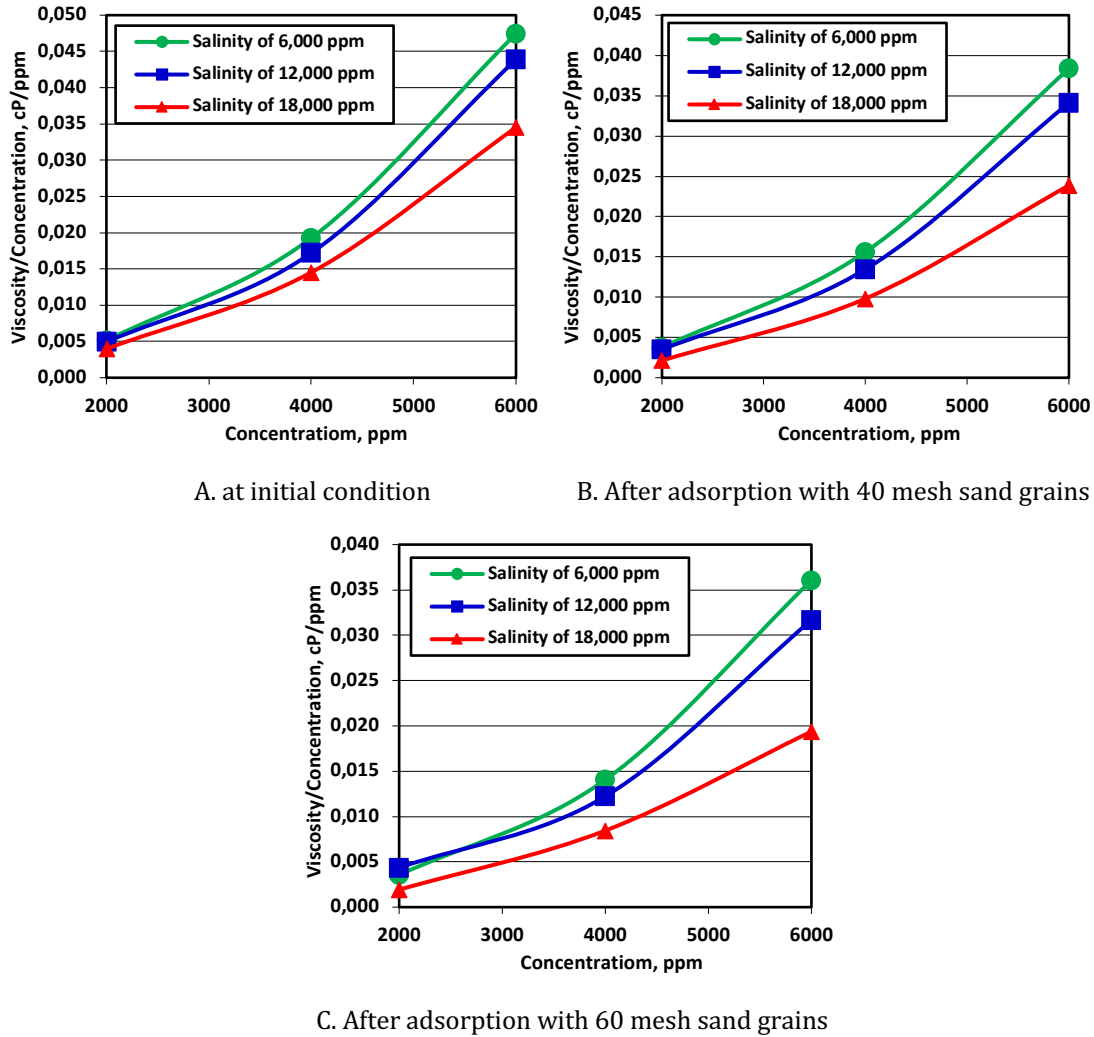 0,050
0,045
0,040
0,035
0,030
0,025
0,020
0,015
0,010
0,005
0,000
Viscosity/Concentration, cP/ppm
Salinity of 6,000 ppm
Salinity of 12,000 ppm
Salinity of 18,000 ppm
2000 3000 4000 5000 6000
Concentratiom, ppm
A. at initial condition
0,045
0,040
0,035
0,030
0,025
0,020
0,015
0,010
0,005
0,000
Viscosity/Concentration, cP/ppm
Salinity of 6,000 ppm
Salinity of 12,000 ppm
Salinity of 18,000 ppm
2000 3000 4000 5000 6000
Concentratiom, ppm
B. After adsorption with 40 mesh sand grains
0,040
0,035
0,030
0,025
0,020
0,015
0,010
0,005
0,000
Viscosity/Concentration, cP/ppm
Salinity of 6,000 ppm
Salinity of 12,000 ppm
Salinity of 18,000 ppm
2000 3000 4000 5000 6000
Concentratiom, ppm
C. After adsorption with 60 mesh sand grains